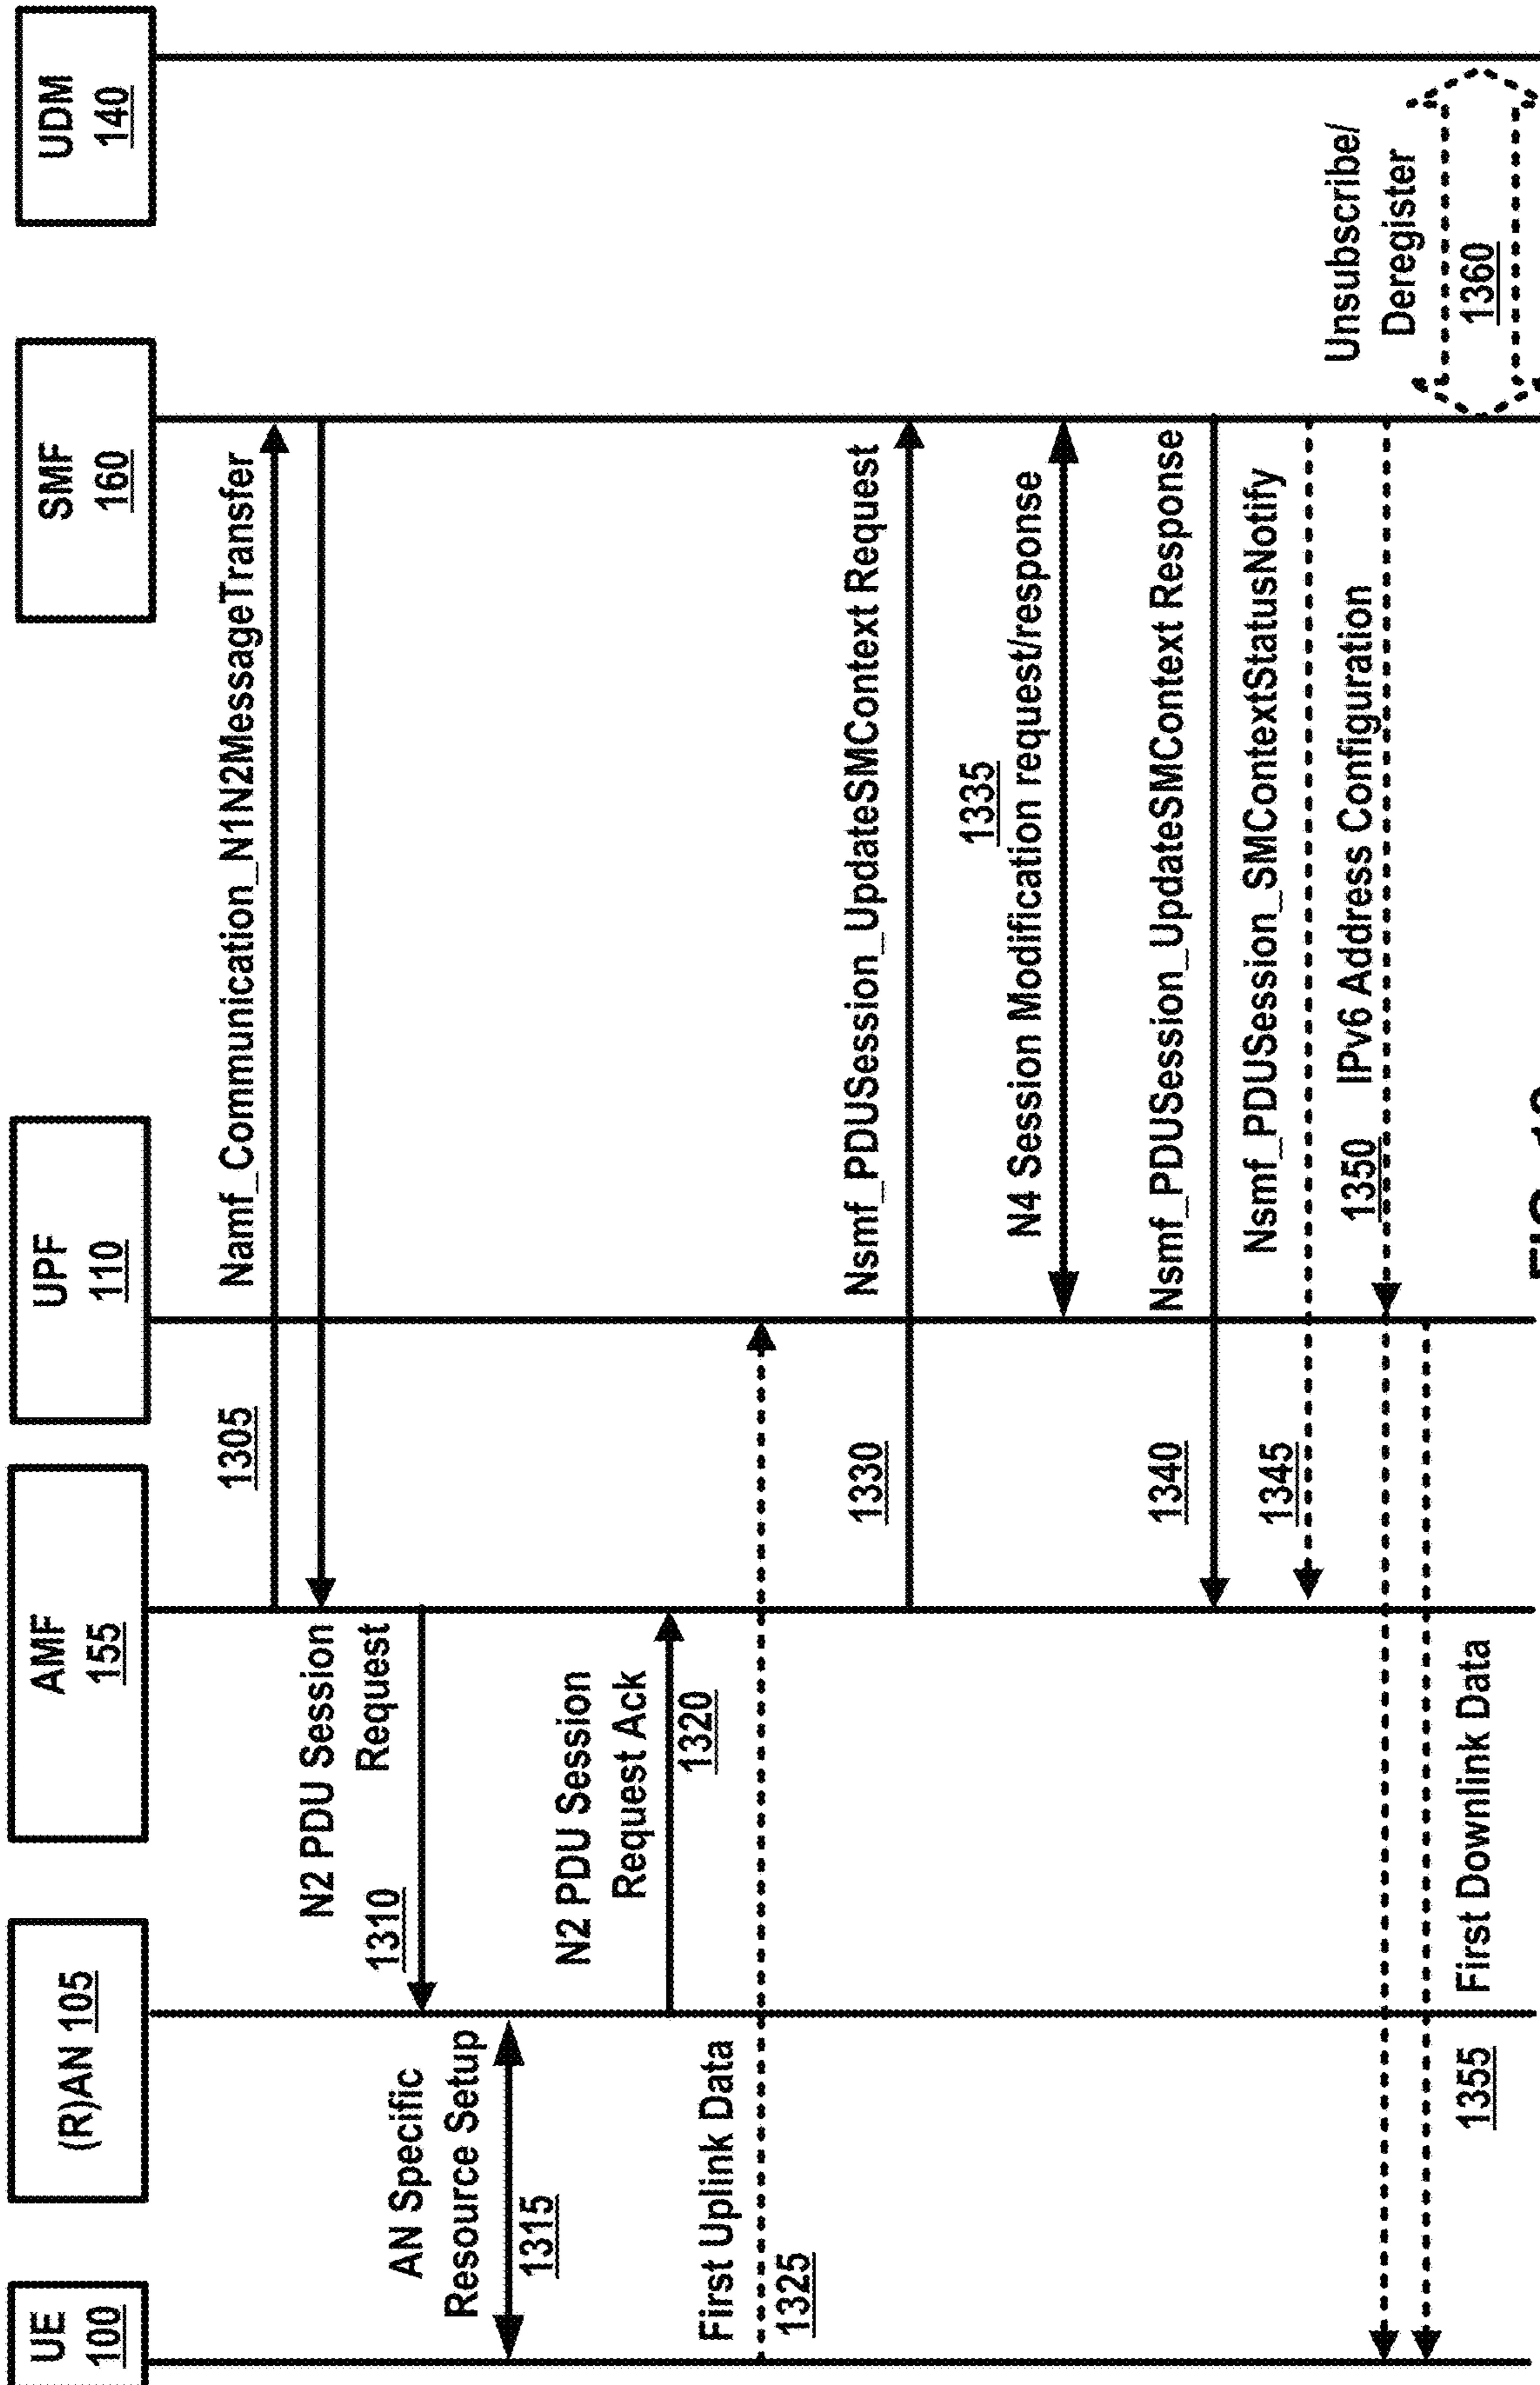 UE
100
(R)AN 105
AMF
155
UPF
110
SMF
160
UDM
140
1305
Namf_Communication_N1N2MessageTransfer
N2 PDU Session
Request
1310
AN Specific
Resource Setup
1315
N2 PDU Session
Request Ack
1320
First Uplink Data
1325
1330
Nsmf_PDUSession_UpdateSMContext Request
1335
N4 Session Modification request/response
1340
Nsmf_PDUSession_UpdateSMContext Response
1345
Nsmf_PDUSession_SMContextStatusNotify
1350 IPv6 Address Configuration
1355 First Downlink Data
Unsubscribe/
Deregister
1360